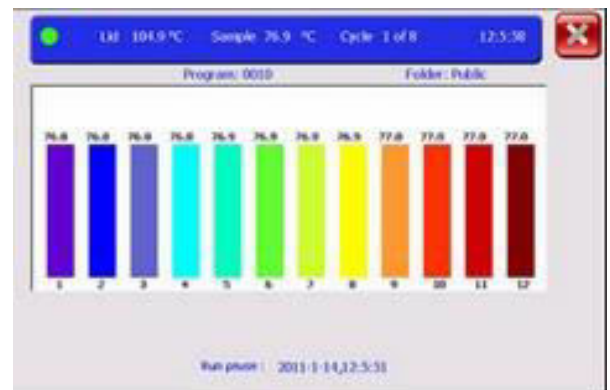 Lid 104.9 °C Sample 76.9 °C Cycle 1 of 8 12:5:38
Program: 0010 Folder: Public
76.8 76.8 76.8 76.8 76.9 76.9 76.9 76.9 77.0 77.0 77.0 77.0
1 2 3 4 5 6 7 8 9 10 11 12
Run pause : 2011-1-14,12:5:31